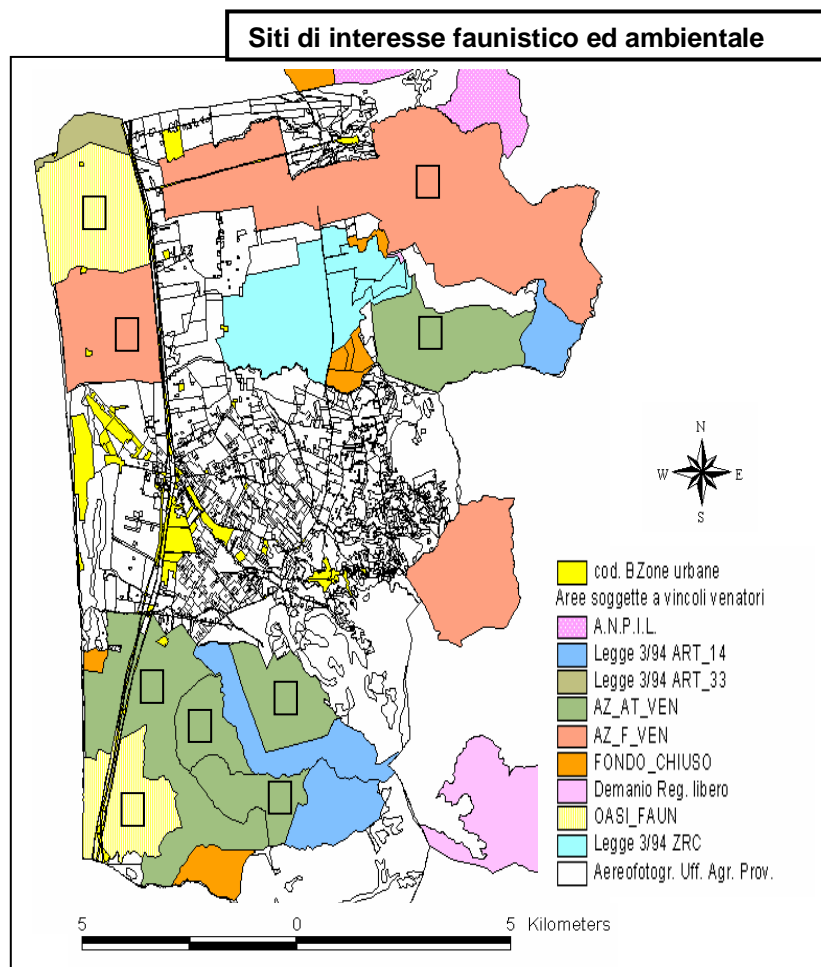 Siti di interesse faunistico ed ambientale
N
W E
S
cod. BZone urbane
Aree soggette a vincoli venatori
A.N.P.I.L.
Legge 3/94 ART_14
Legge 3/94 ART_33
AZ_AT_VEN
AZ_F_VEN
FONDO_CHIUSO
Demanio Reg. libero
OASI_FAUN
Legge 3/94 ZRC
Aereofotogr. Uff. Agr. Prov.
5 0 5 Kilometers